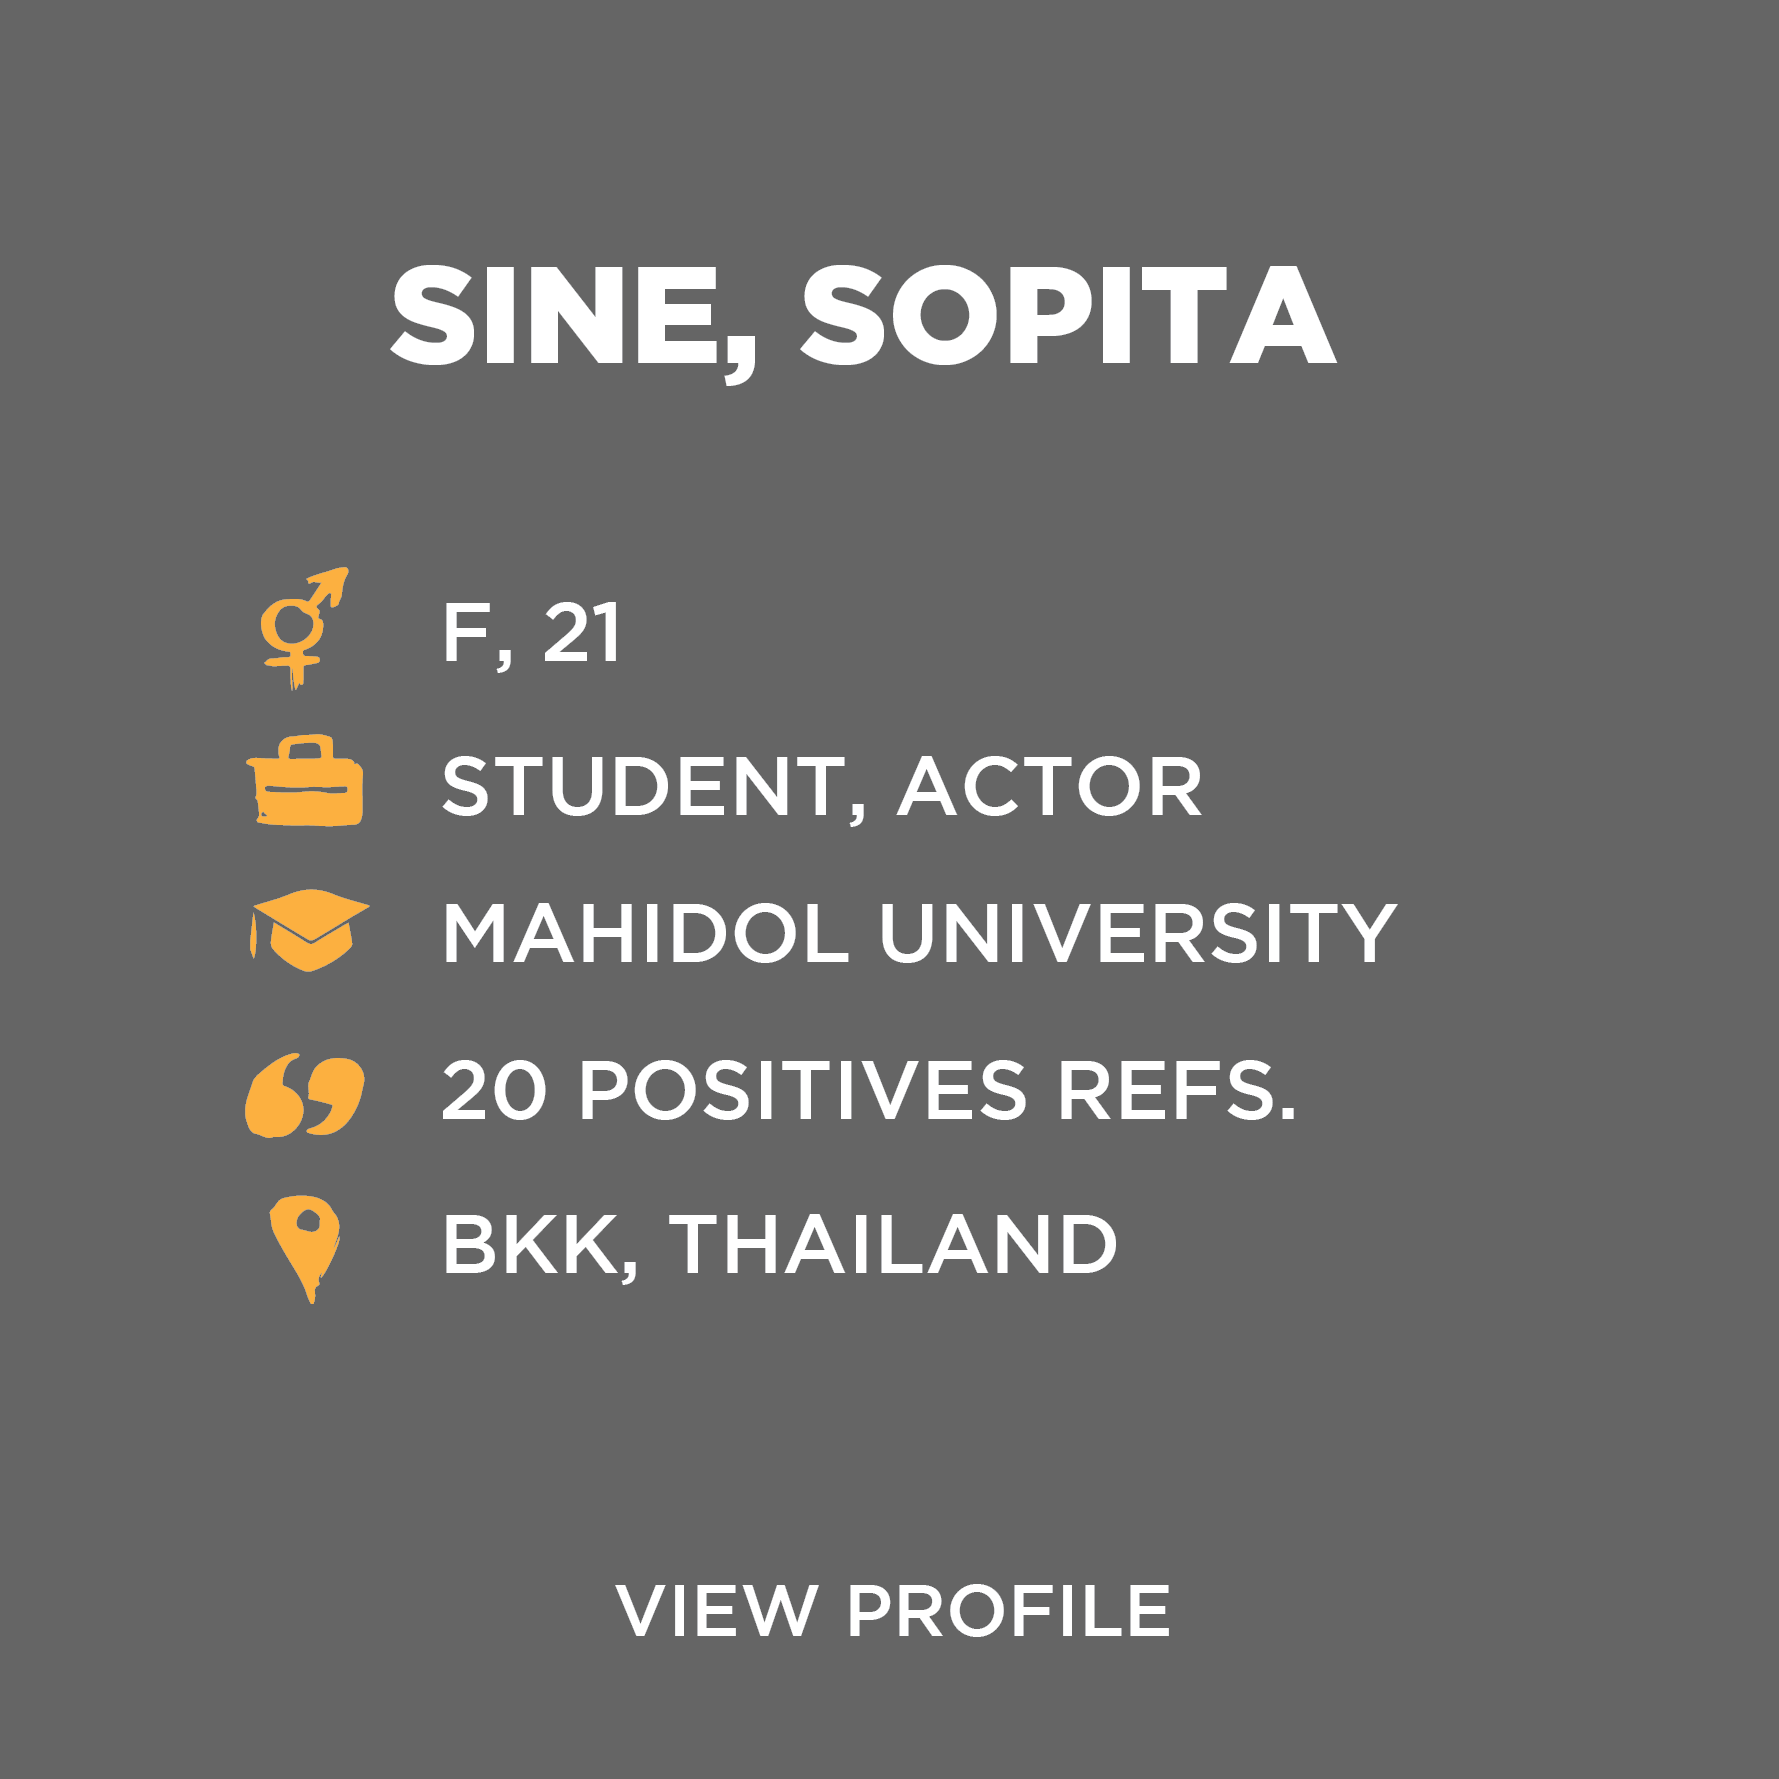 SINE, SOPITA
F, 21
STUDENT, ACTOR
MAHIDOL UNIVERSITY
20 POSITIVES REFS.
BKK, THAILAND
VIEW PROFILE